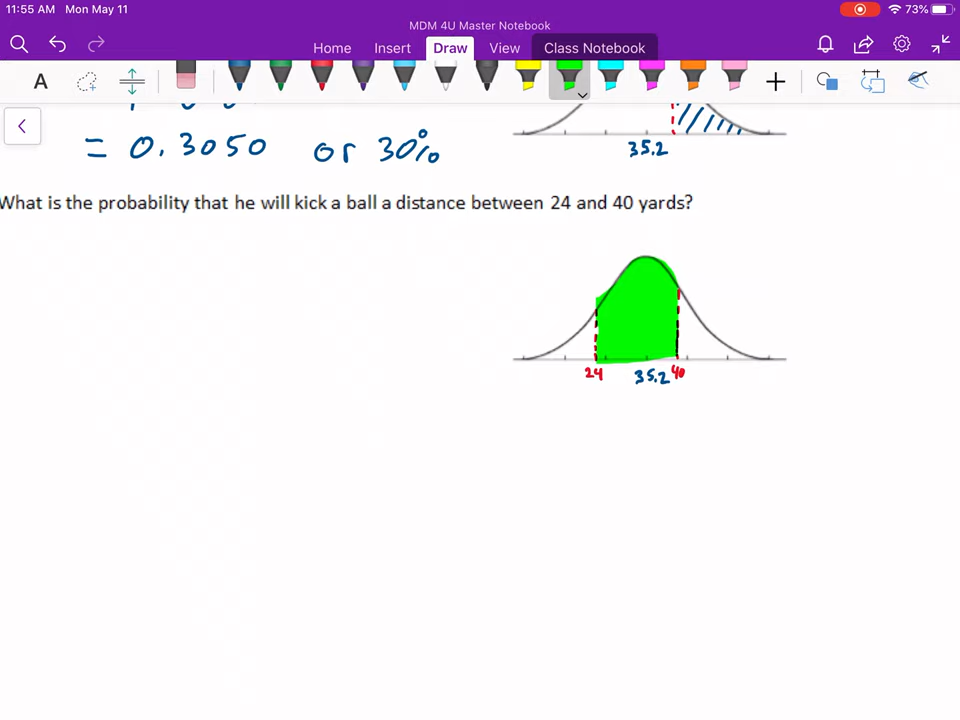 11:55 AM Mon May 11
73%
MDM 4U Master Notebook
Home Insert Draw View Class Notebook
A
= 0.3050 or 30%
35.2
What is the probability that he will kick a ball a distance between 24 and 40 yards?
24 35.2 40